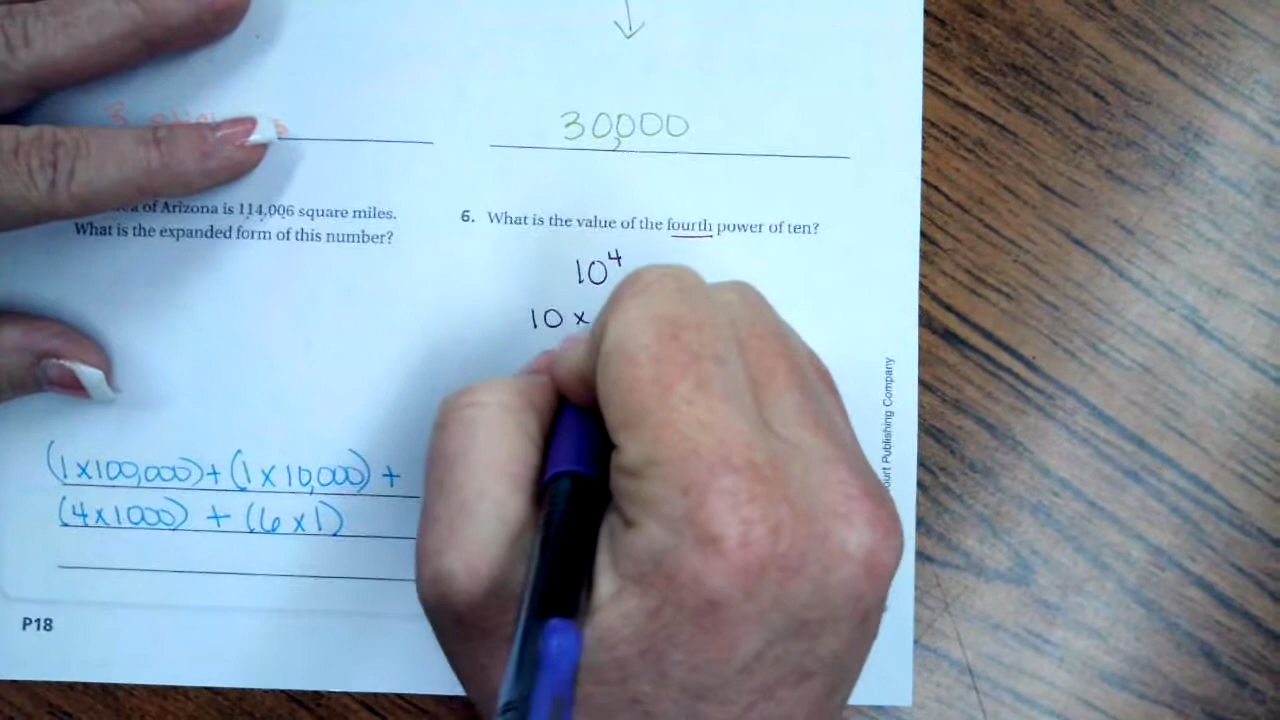 3
30,000
of Arizona is 114,006 square miles.
What is the expanded form of this number?
6. What is the value of the fourth power of ten?
10⁴
10 x
(1x100,000)+(1x10,000)+
(4x1000) + (6x1)
P18
Publishing Company